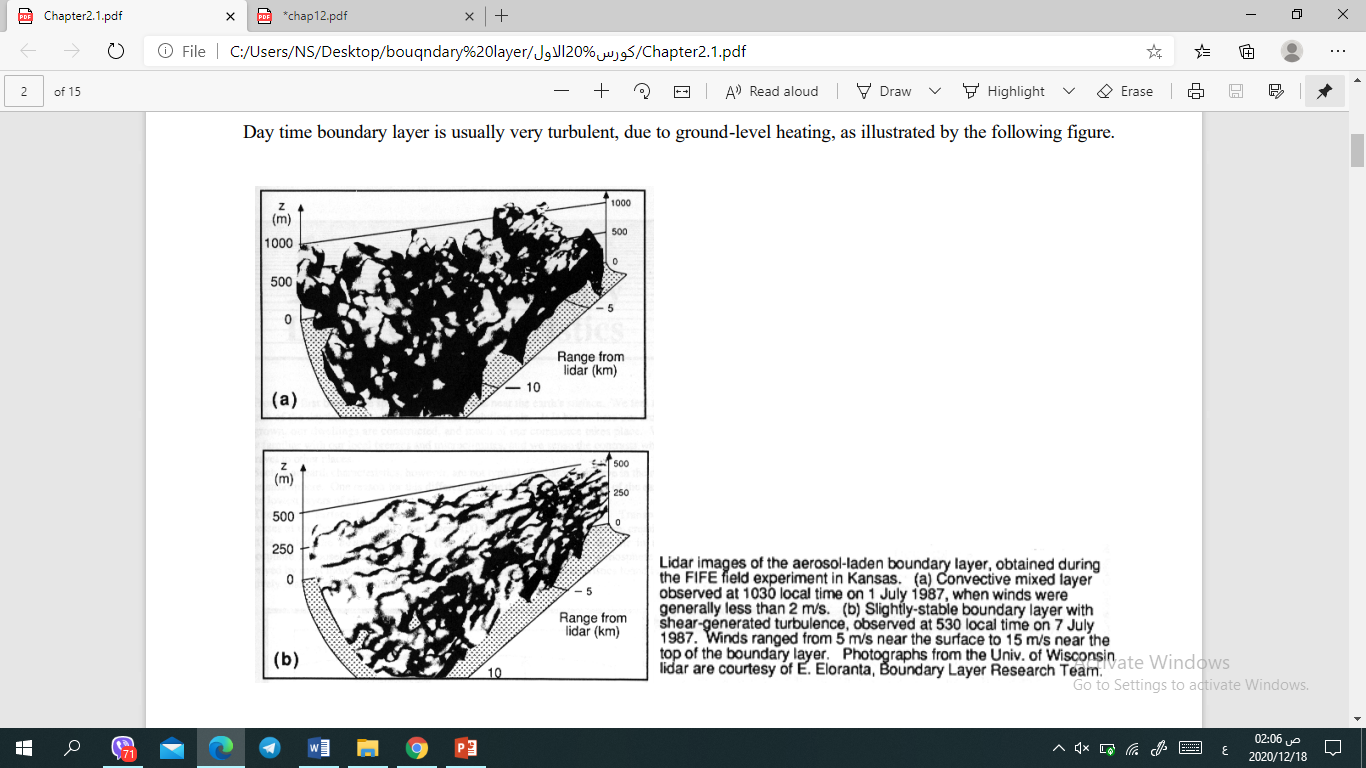 Chapter2.1.pdf
*chap12.pdf
File
C:/Users/NS/Desktop/bouqndary%20layer/كورس%20الاول/Chapter2.1.pdf
2
of 15
Read aloud
Draw
Highlight
Erase
Day time boundary layer is usually very turbulent, due to ground-level heating, as illustrated by the following figure.
z
(m)
1000
500
0
1000
500
0
5
10
Range from
lidar (km)
(a)
z
(m)
500
250
0
500
250
0
5
10
Range from
lidar (km)
(b)
Lidar images of the aerosol-laden boundary layer, obtained during
the FIFE field experiment in Kansas. (a) Convective mixed layer
observed at 1030 local time on 1 July 1987, when winds were
generally less than 2 m/s. (b) Slightly-stable boundary layer with
shear-generated turbulence, observed at 530 local time on 7 July
1987. Winds ranged from 5 m/s near the surface to 15 m/s near the
top of the boundary layer. Photographs from the Univ. of Wisconsin
lidar are courtesy of E. Eloranta, Boundary Layer Research Team.
Activate Windows
Go to Settings to activate Windows.
71
ع
02:06 ص
2020/12/18